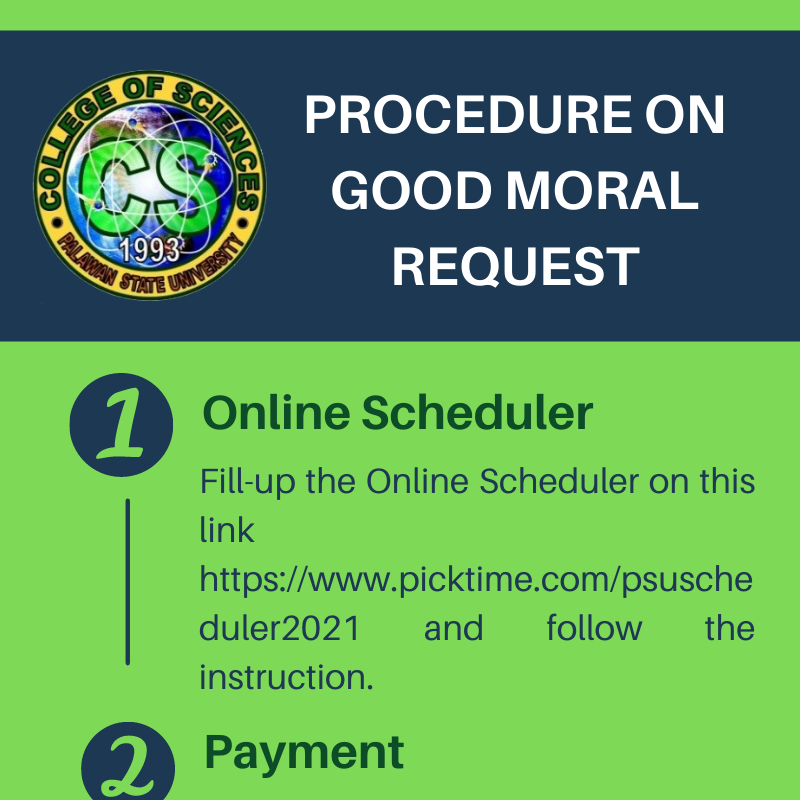 COLLEGE OF SCIENCES
CS
1993
PALAWAN STATE UNIVERSITY
PROCEDURE ON
GOOD MORAL
REQUEST
1
Online Scheduler
Fill-up the Online Scheduler on this
link
https://www.picktime.com/psusche
duler2021 and follow the
instruction.
2
Payment